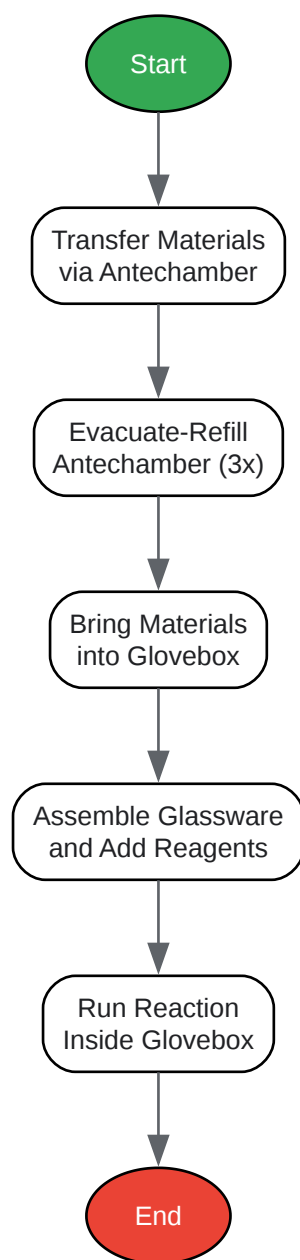 Start
Transfer Materials
via Antechamber
Evacuate-Refill
Antechamber (3x)
Bring Materials
into Glovebox
Assemble Glassware
and Add Reagents
Run Reaction
Inside Glovebox
End